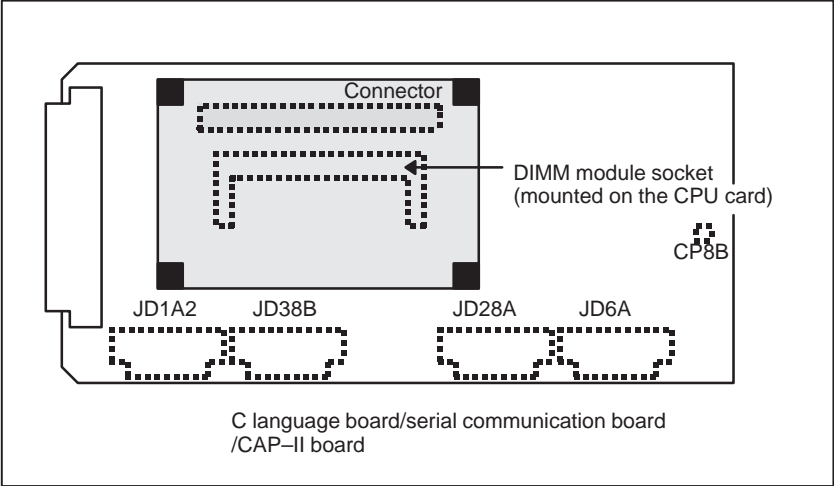 Connector
DIMM module socket
(mounted on the CPU card)
CP8B
JD1A2
JD38B
JD28A
JD6A
C language board/serial communication board
/CAP–II board